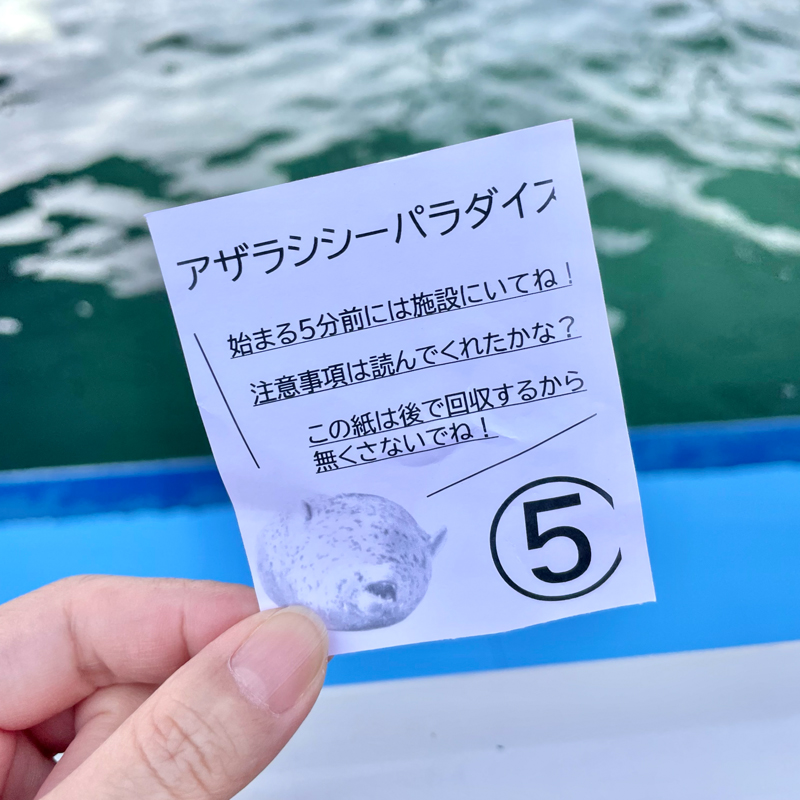 アザラシシーパラダイス
始まる5分前には施設にいてね！
注意事項は読んでくれたかな？
この紙は後で回収するから
無くさないでね！
⑤